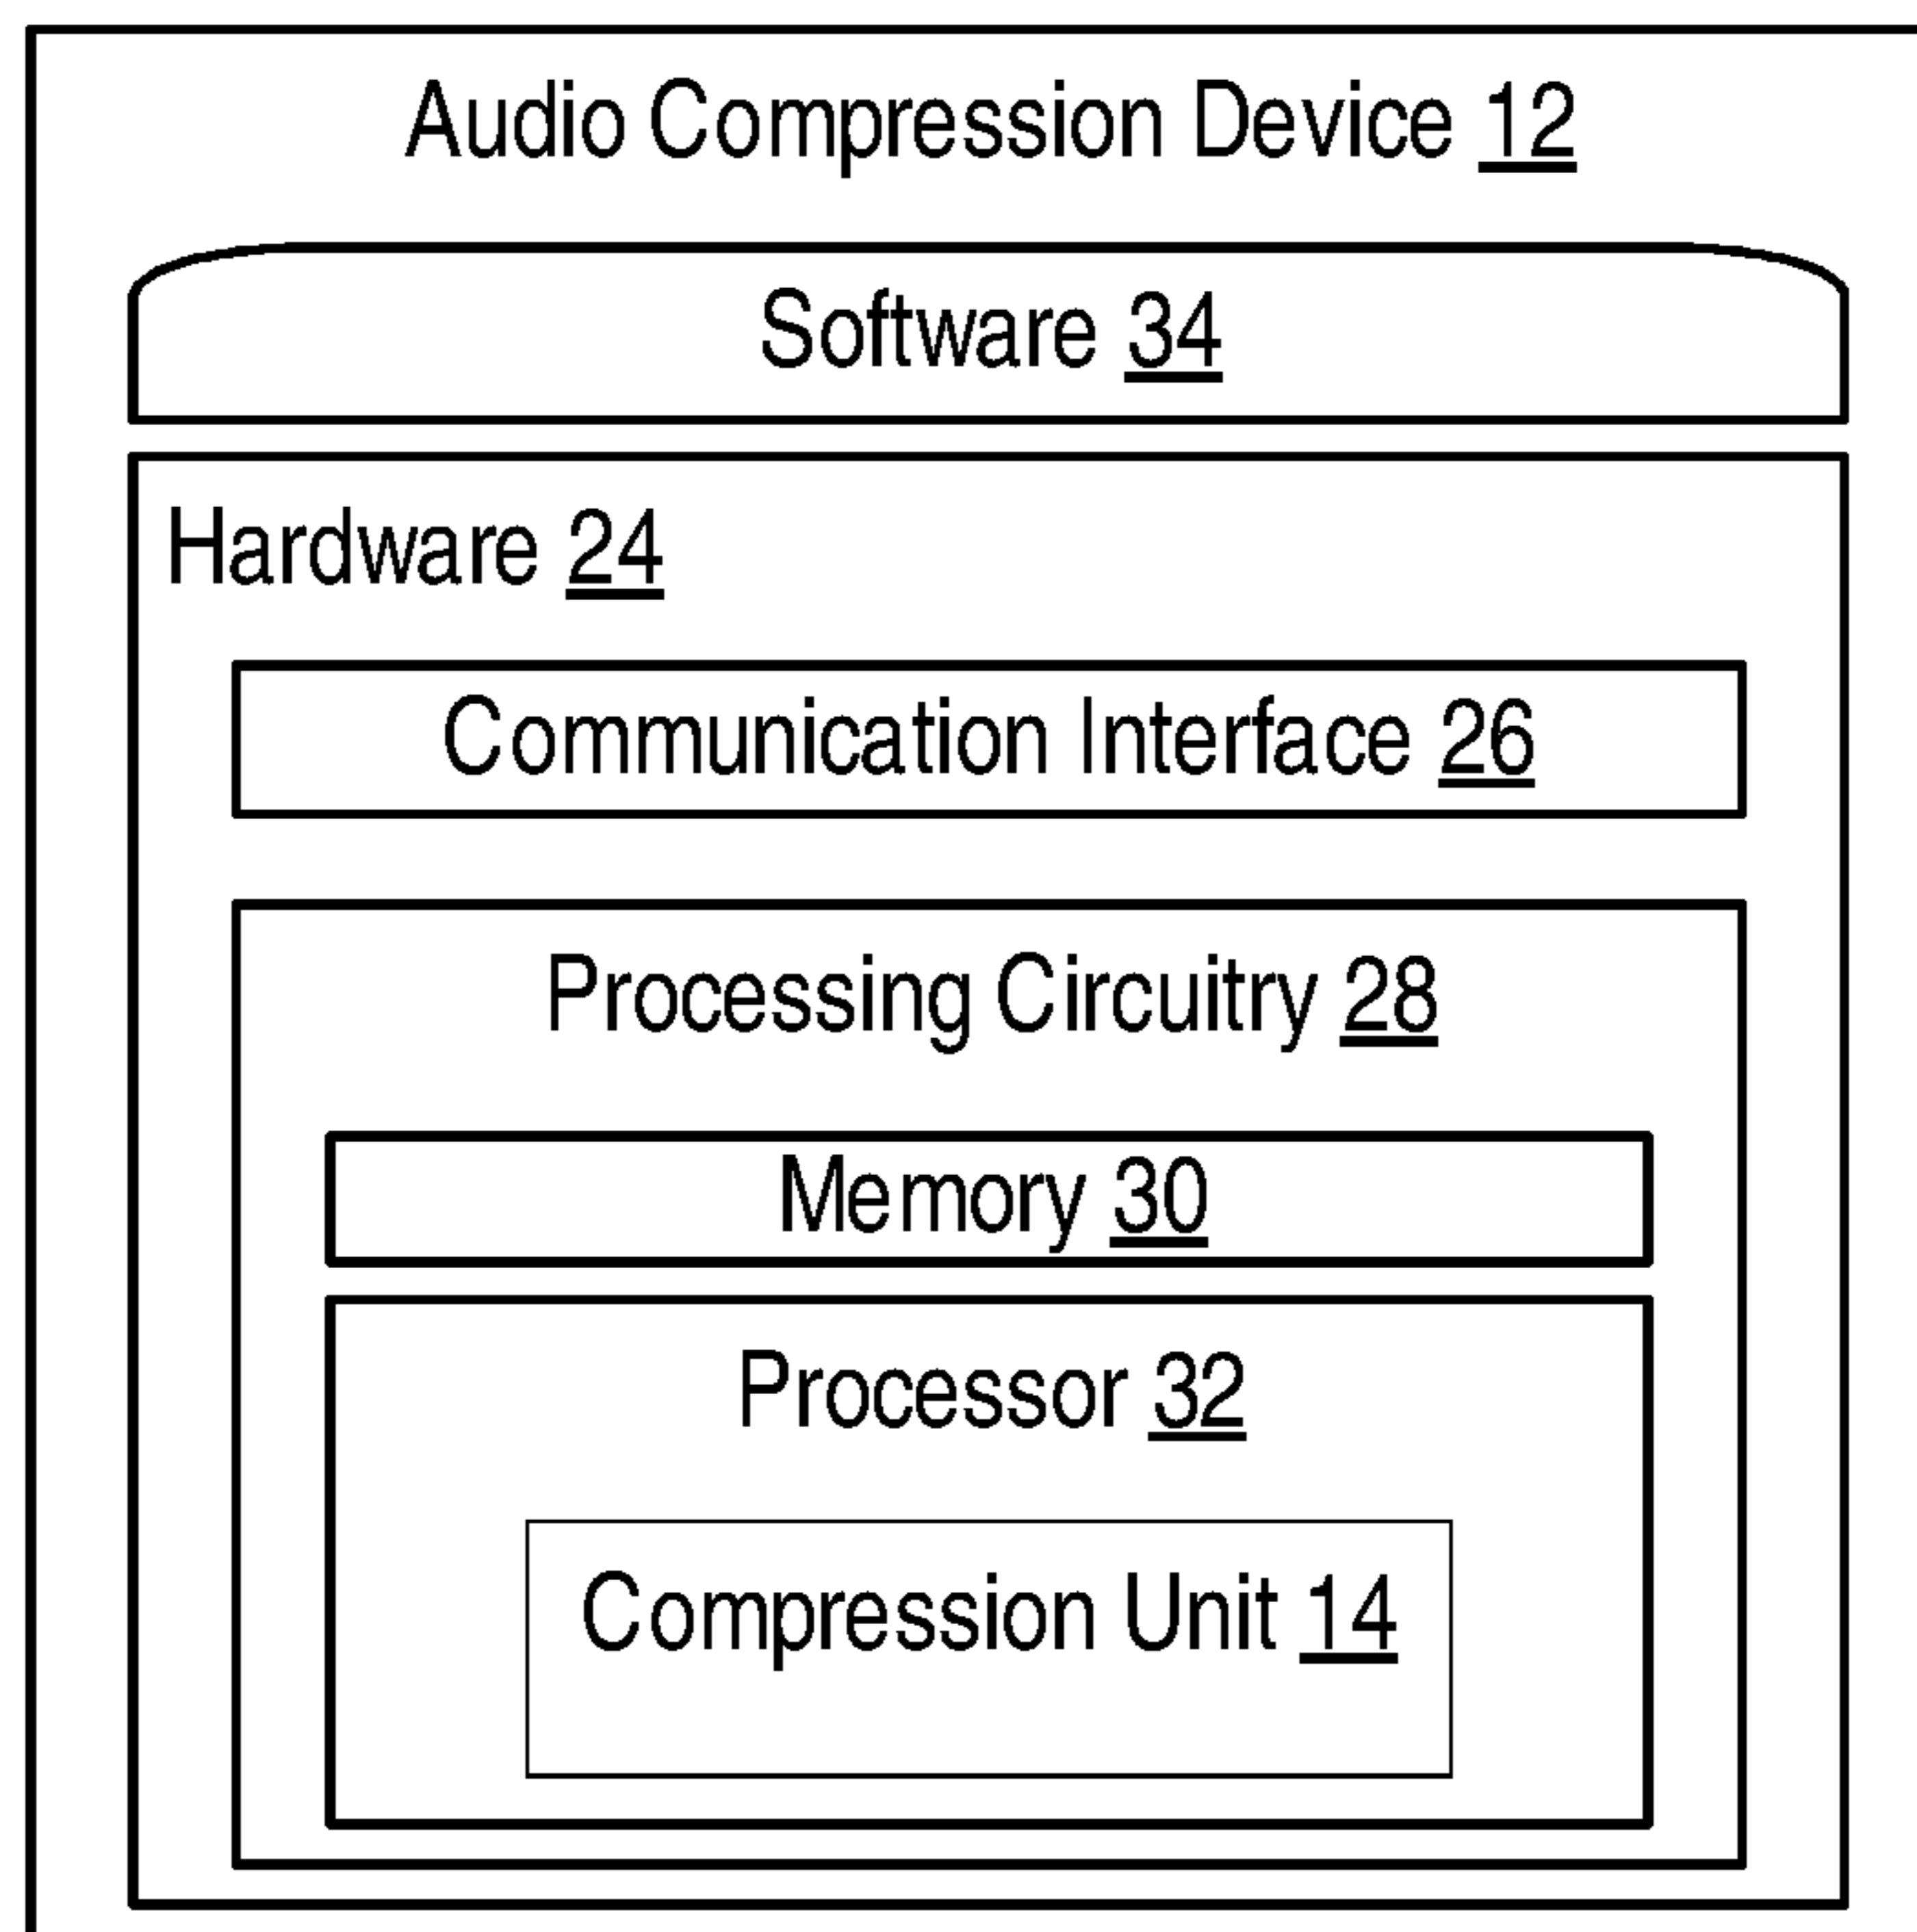 Audio Compression Device 12
Software 34
Hardware 24
Communication Interface 26
Processing Circuitry 28
Memory 30
Processor 32
Compression Unit 14